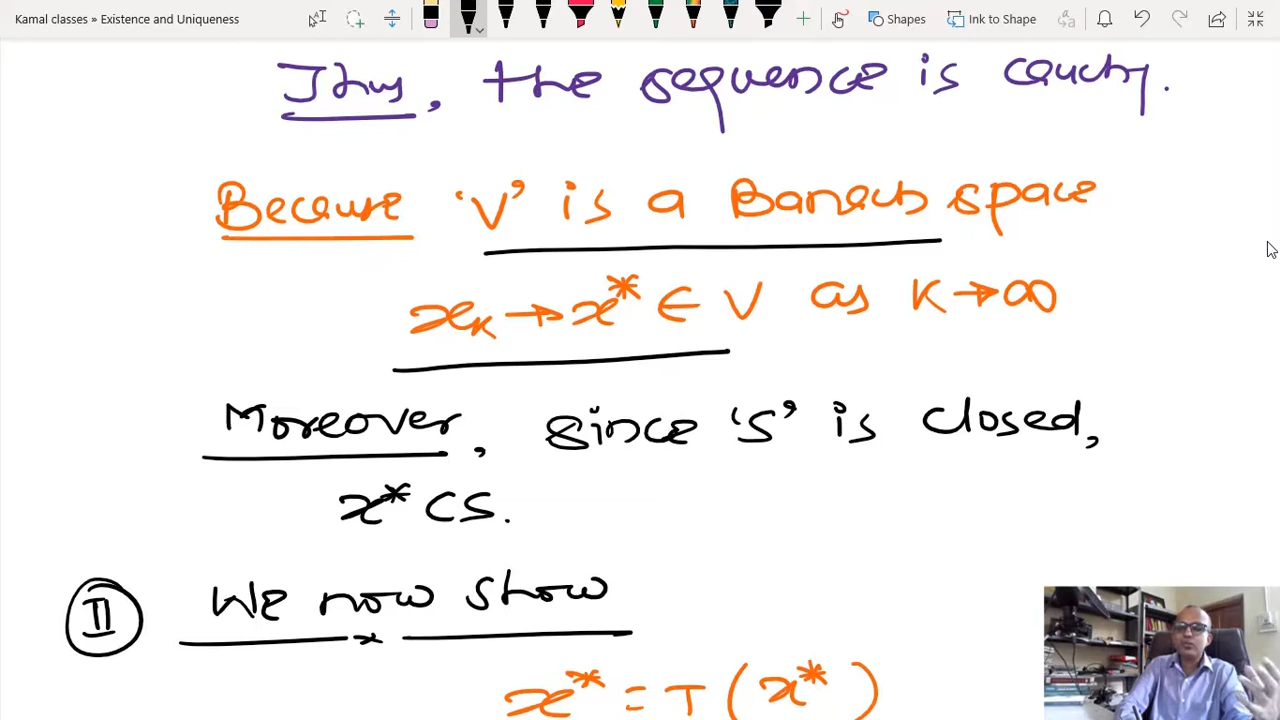 Kamal classes » Existence and Uniqueness
Shapes
Ink to Shape
Thus, the sequence is cauchy.
Because 'V' is a Banach space
x_K → x* ∈ V as K → ∞
Moreover, since 'S' is closed,
x* ⊂ S.
II We now show
x* = T(x*)